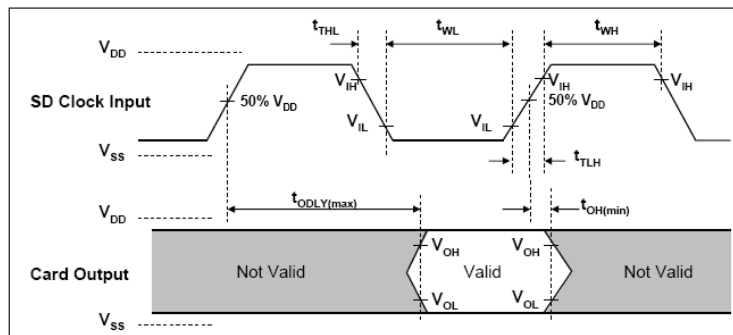 tTHL tWL tWH
VDD
VIH VIH VIH
SD Clock Input 50% VDD 50% VDD
VIL VIL
VSS
tTLH
tODLY(max)
VDD tOH(min)
VOH VOH
Card Output Not Valid Valid Not Valid
VOL VOL
VSS